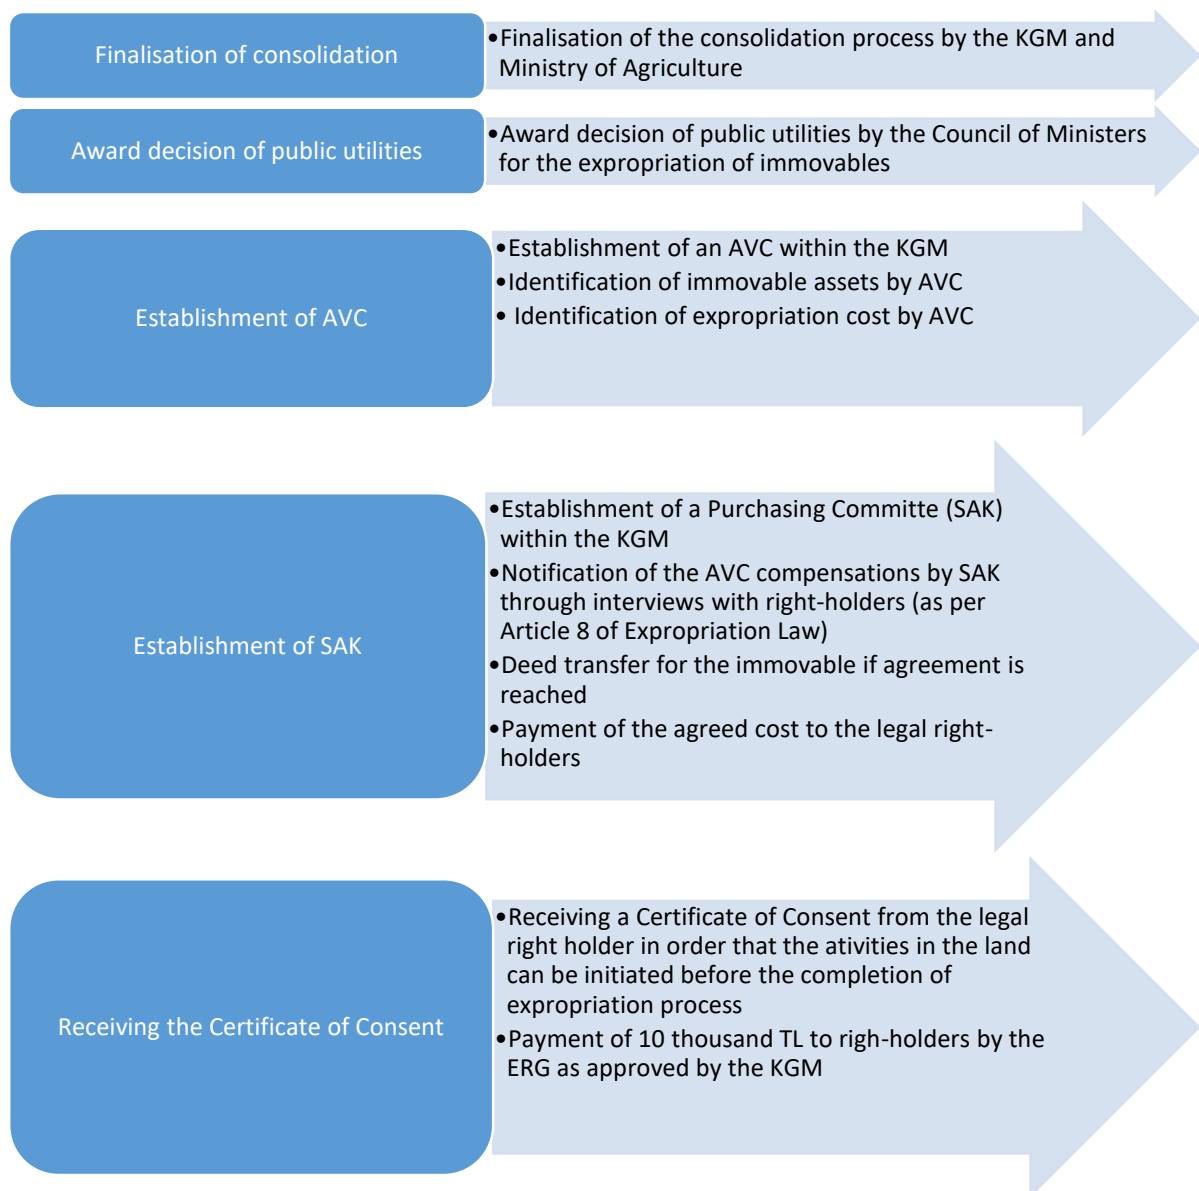 Finalisation of consolidation
•Finalisation of the consolidation process by the KGM and
Ministry of Agriculture
Award decision of public utilities
•Award decision of public utilities by the Council of Ministers
for the expropriation of immovables
Establishment of AVC
•Establishment of an AVC within the KGM
•Identification of immovable assets by AVC
• Identification of expropriation cost by AVC
Establishment of SAK
•Establishment of a Purchasing Committe (SAK)
within the KGM
•Notification of the AVC compensations by SAK
through interviews with right-holders (as per
Article 8 of Expropriation Law)
•Deed transfer for the immovable if agreement is
reached
•Payment of the agreed cost to the legal right-
holders
Receiving the Certificate of Consent
•Receiving a Certificate of Consent from the legal
right holder in order that the ativities in the land
can be initiated before the completion of
expropriation process
•Payment of 10 thousand TL to righ-holders by the
ERG as approved by the KGM